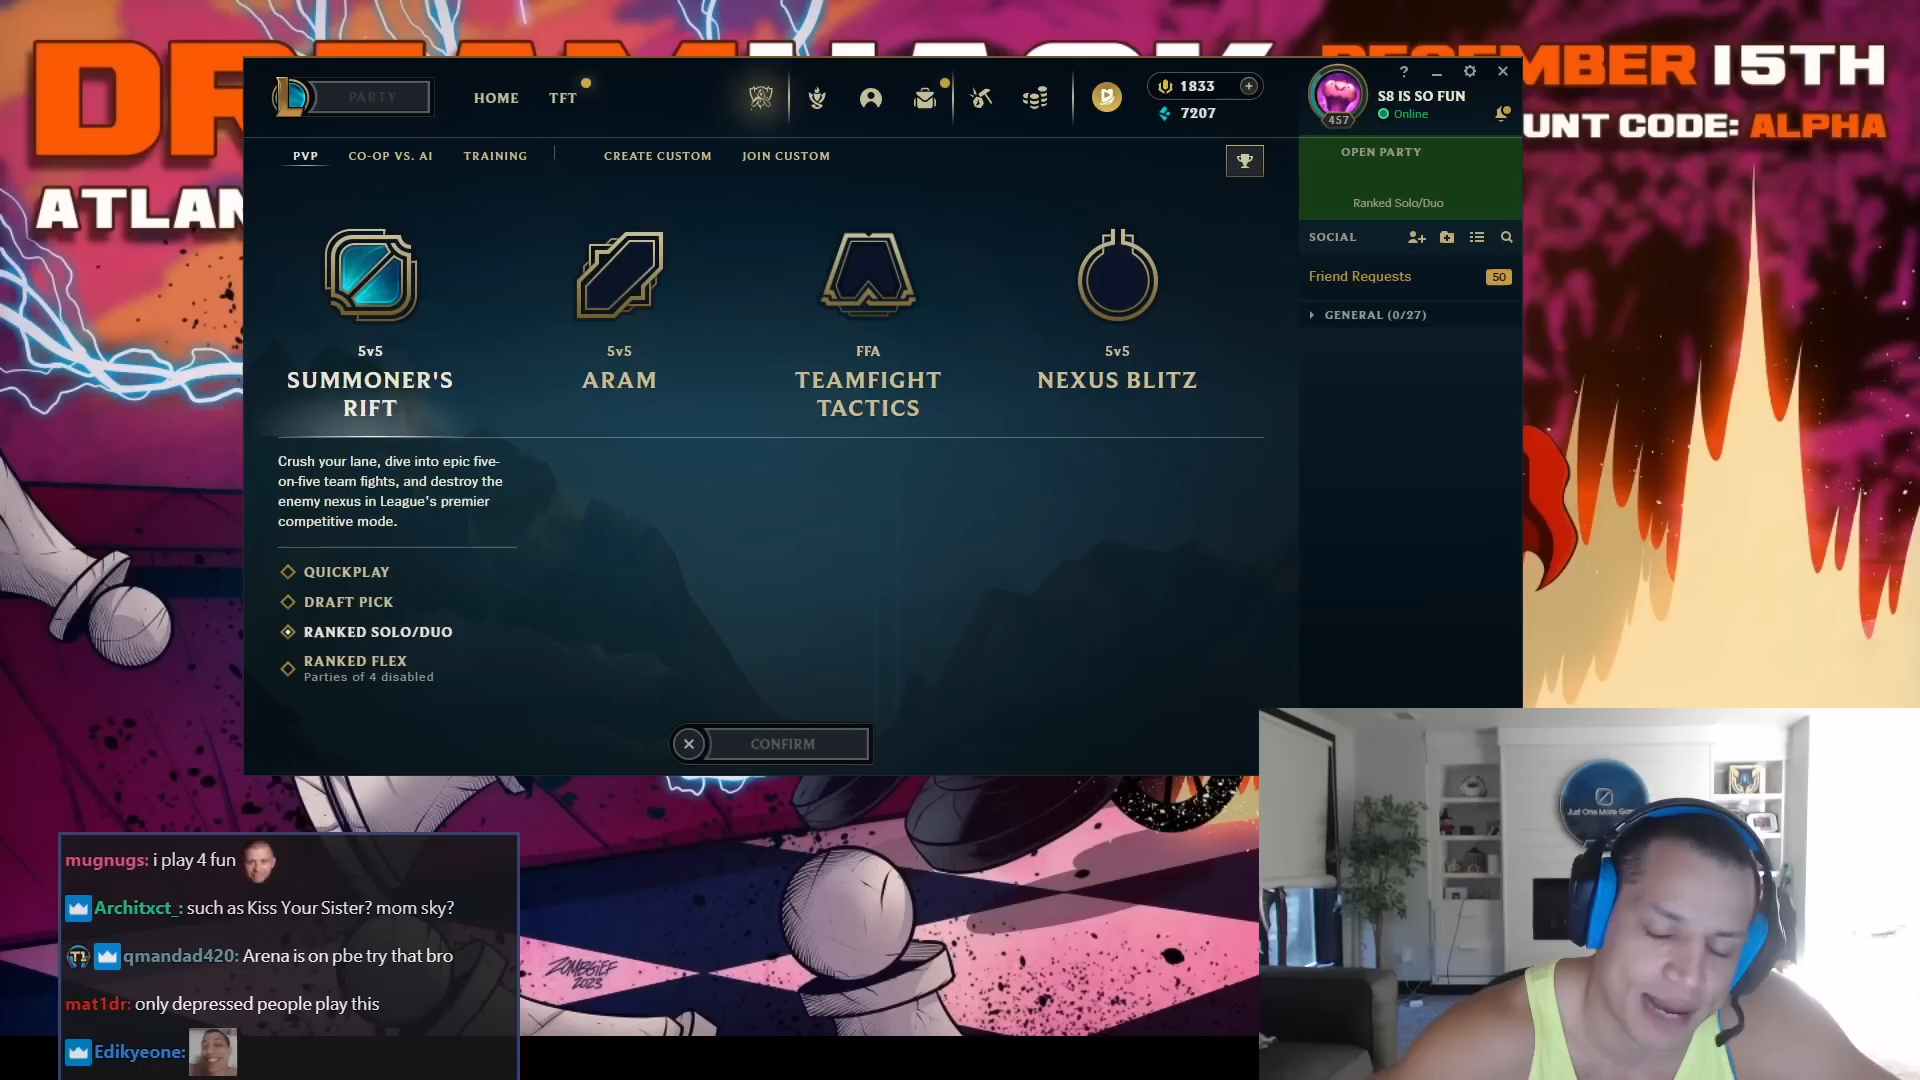 DECEMBER 15TH
ATLAN
UNT CODE: ALPHA
PARTY
HOME
TFT
1833
7207
457
S8 IS SO FUN
Online
PVP
CO-OP VS. AI
TRAINING
CREATE CUSTOM
JOIN CUSTOM
OPEN PARTY
Ranked Solo/Duo
SOCIAL
Friend Requests
50
GENERAL (0/27)
5v5
SUMMONER'S
RIFT
5v5
ARAM
FFA
TEAMFIGHT
TACTICS
5v5
NEXUS BLITZ
Crush your lane, dive into epic five-
on-five team fights, and destroy the
enemy nexus in League's premier
competitive mode.
QUICKPLAY
DRAFT PICK
RANKED SOLO/DUO
RANKED FLEX
Parties of 4 disabled
CONFIRM
mugnugs: i play 4 fun
Architxct_: such as Kiss Your Sister? mom sky?
qmandad420: Arena is on pbe try that bro
mat1dr: only depressed people play this
Edikyeone:
ZOMBGIEF
2023